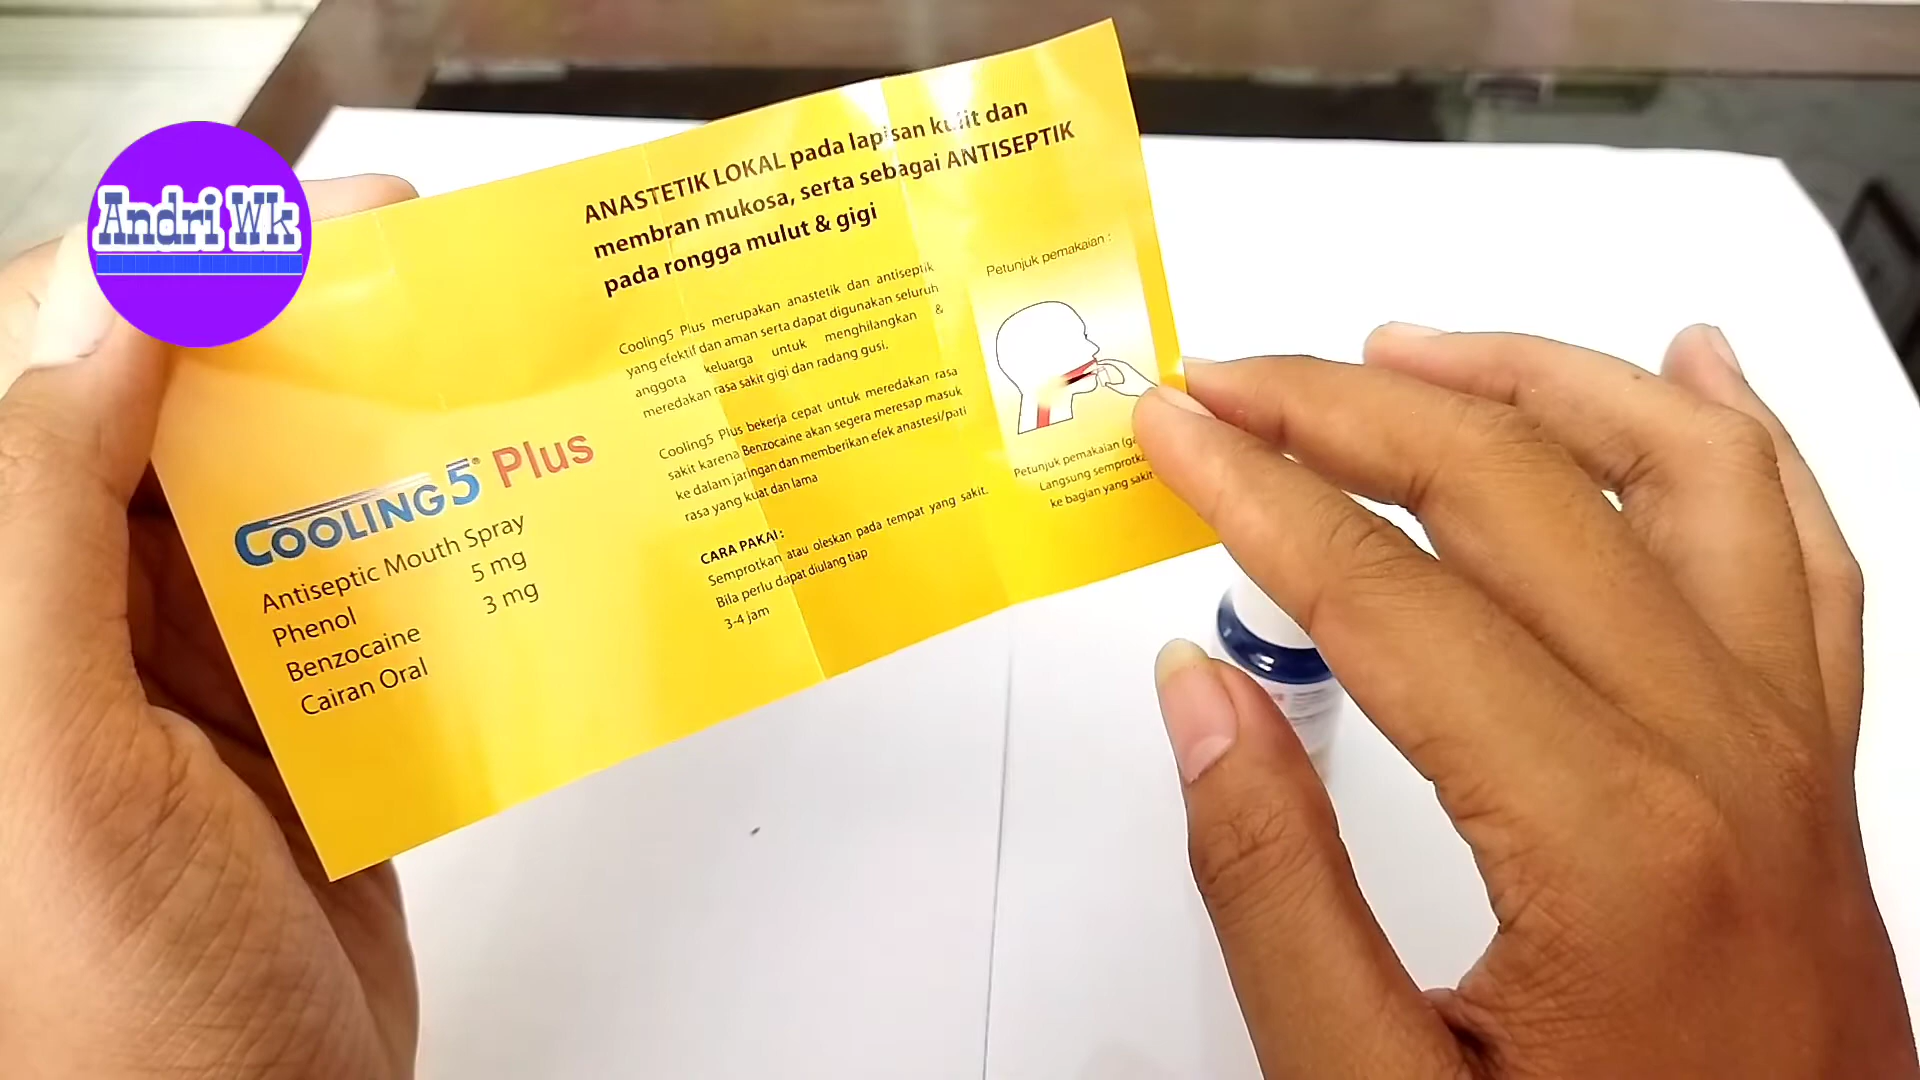 Andri Wk
COOLING5® Plus
Antiseptic Mouth Spray
Phenol 5 mg
Benzocaine 3 mg
Cairan Oral
ANASTETIK LOKAL pada lapisan kulit dan
membran mukosa, serta sebagai ANTISEPTIK
pada rongga mulut & gigi
Cooling5 Plus merupakan anastetik dan antiseptik
yang efektif dan aman serta dapat digunakan seluruh
anggota keluarga untuk menghilangkan &
meredakan rasa sakit gigi dan radang gusi.
Cooling5 Plus bekerja cepat untuk meredakan rasa
sakit karena Benzocaine akan segera meresap masuk
ke dalam jaringan dan memberikan efek anastesi/pati
rasa yang kuat dan lama
CARA PAKAI :
Semprotkan atau oleskan pada tempat yang sakit.
Bila perlu dapat diulang tiap
3-4 jam
Petunjuk pemakaian :
Petunjuk pemakaian
Langsung
ke bagian yang sakit